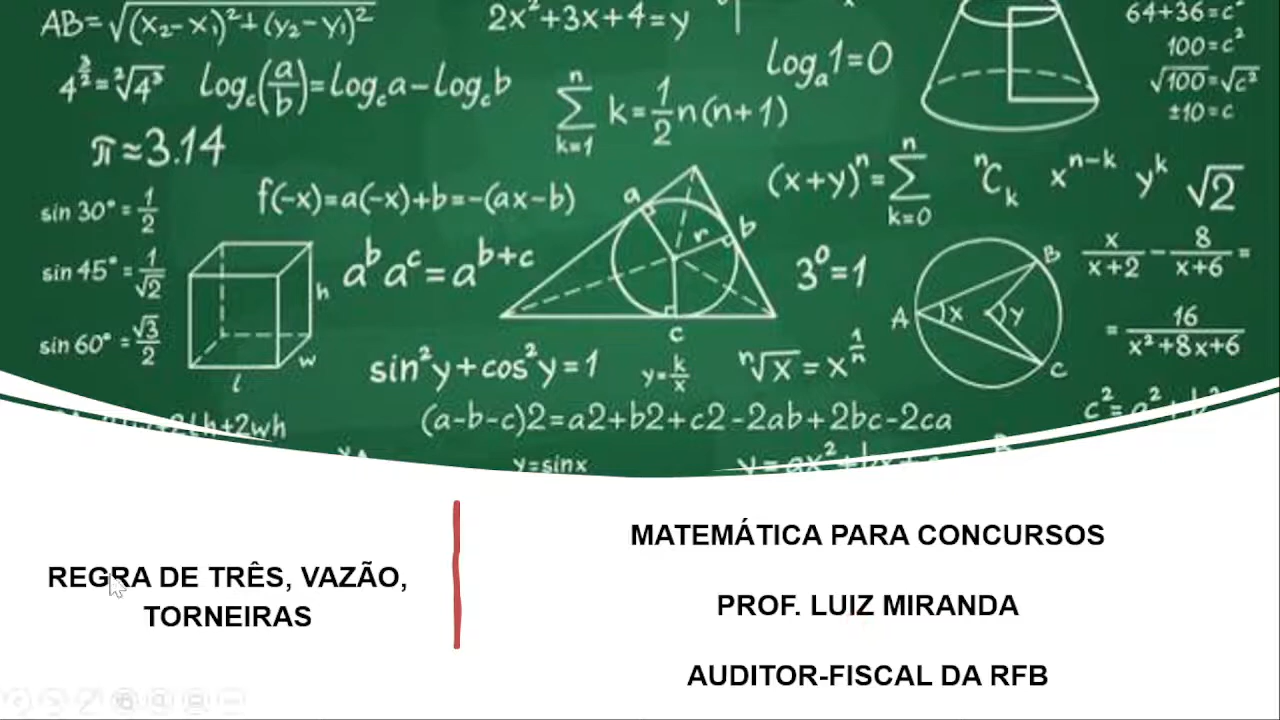 AB=√(x₂-x₁)²+(y₂-y₁)²
2x²+3x+4=y
64+36=c²
100=c²
√100=√c²
±10=c
4^(3/2)=²√4³
log_c(a/b)=log_c a-log_c b
n
∑ k=1/2 n(n+1)
k=1
log_a 1=0
π≈3.14
(x+y)ⁿ=
n
∑
k=0
ⁿC_k x^(n-k) y^k √2
sin 30°=1/2
f(-x)=a(-x)+b=-(ax-b)
a
b
r
c
sin 45°=1/√2
h
w
l
a^b a^c=a^(b+c)
3⁰=1
A
B
C
x
y
x/(x+2) - 8/(x+6) =
= 16/(x²+8x+6)
sin 60°=√3/2
sin²y+cos²y=1
y=k/x
ⁿ√x=x^(1/n)
+2wh
(a-b-c)2=a2+b2+c2-2ab+2bc-2ca
y=sinx
REGRA DE TRÊS, VAZÃO,
TORNEIRAS
MATEMÁTICA PARA CONCURSOS
PROF. LUIZ MIRANDA
AUDITOR-FISCAL DA RFB